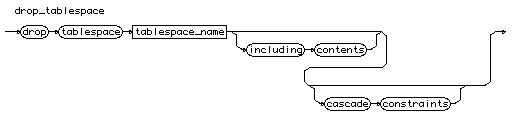 drop_tablespace
drop tablespace tablespace_name
including contents
cascade constraints